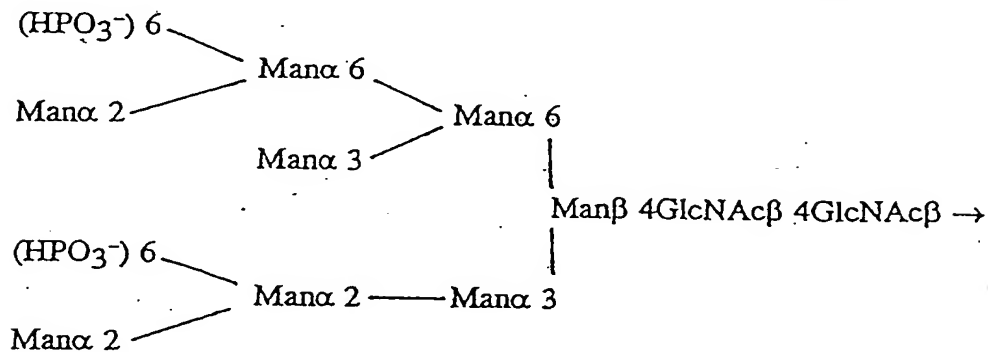 (HPO₃⁻) 6
Manα 6
Manα 2
Manα 6
Manα 3
Manβ 4GlcNAcβ 4GlcNAcβ →
(HPO₃⁻) 6
Manα 2 Manα 3
Manα 2